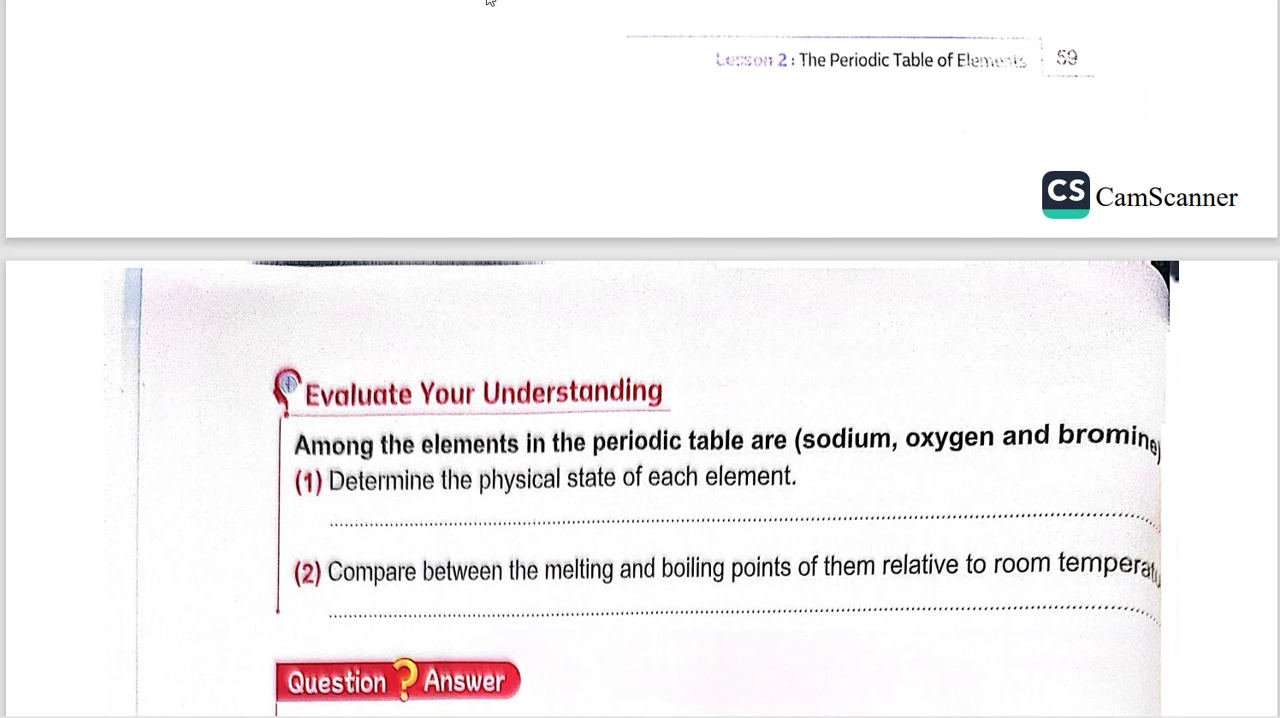 Lesson 2 : The Periodic Table of Elements 59
CS CamScanner
Evaluate Your Understanding
Among the elements in the periodic table are (sodium, oxygen and bromine)
(1) Determine the physical state of each element.
(2) Compare between the melting and boiling points of them relative to room
Question ? Answer